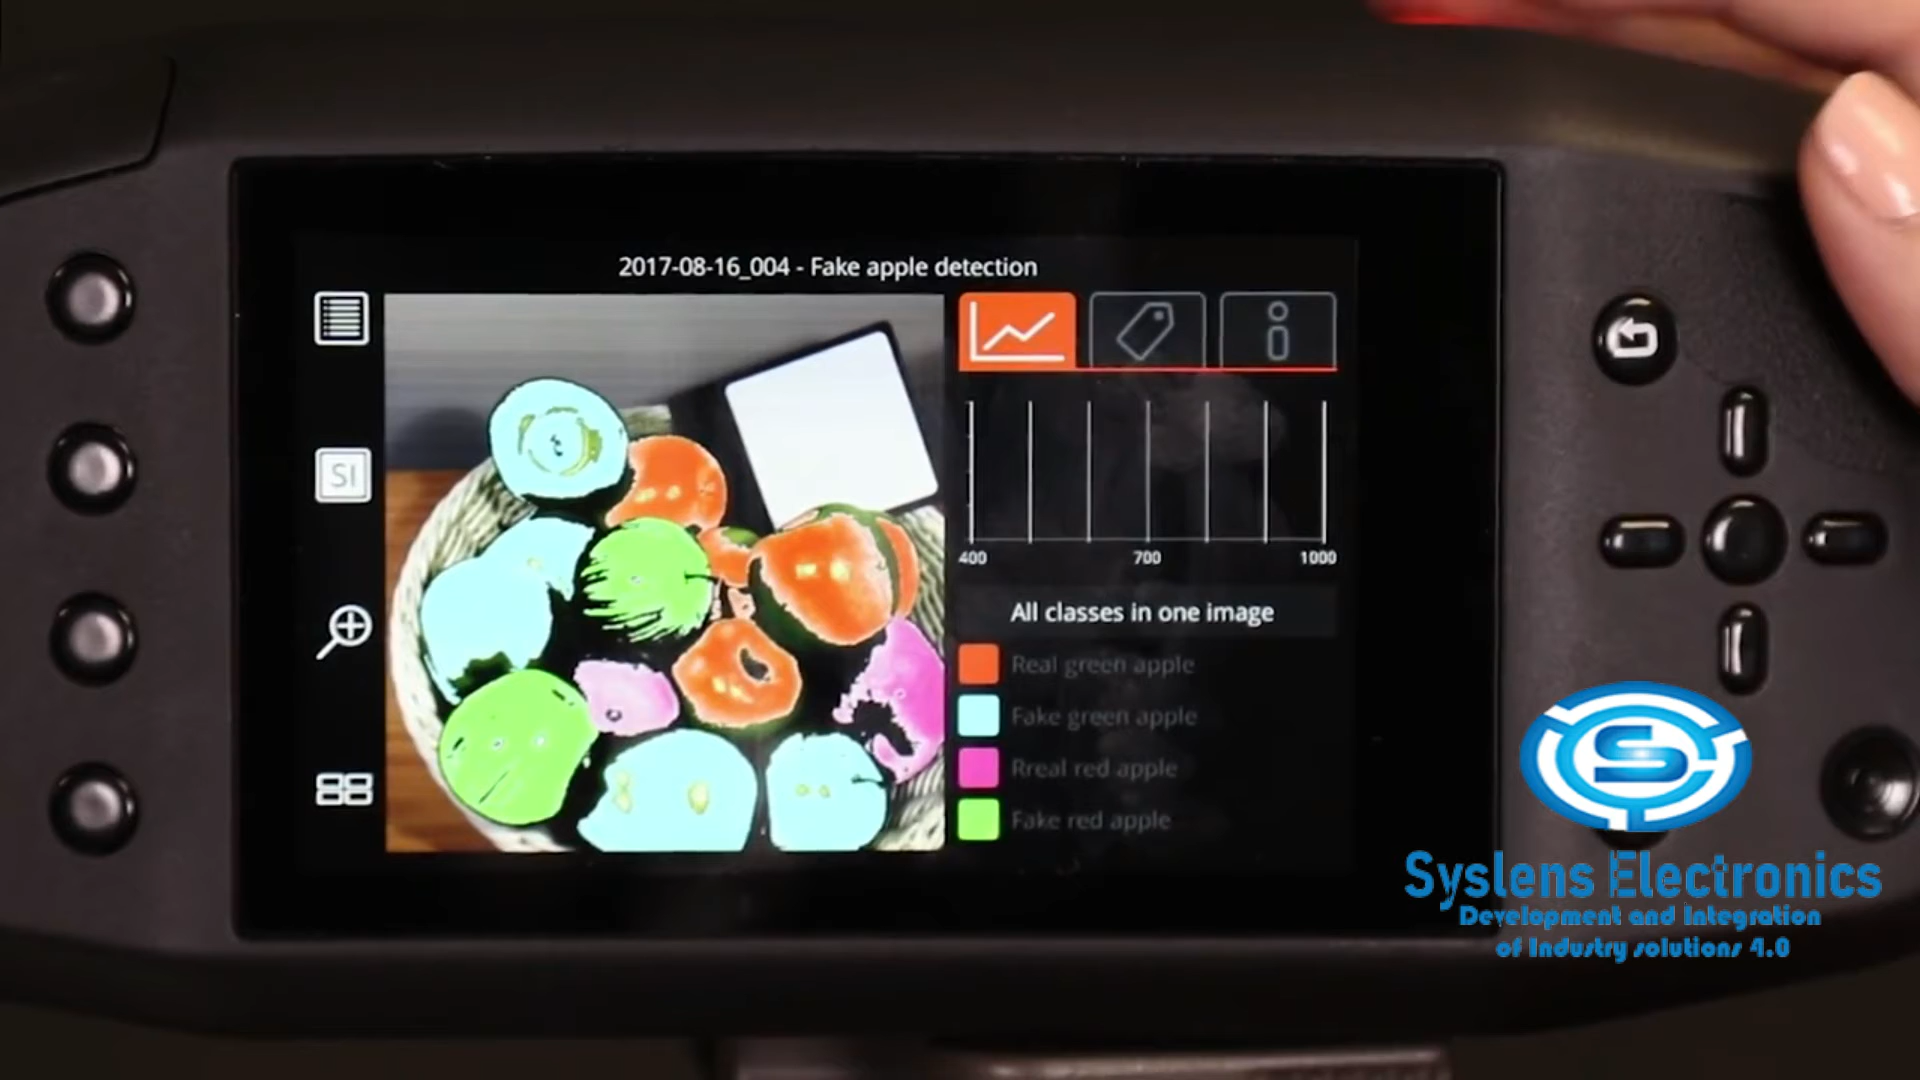 2017-08-16_004 - Fake apple detection
SI
400 700 1000
All classes in one image
Real green apple
Fake green apple
Rreal red apple
Fake red apple
S
Syslens Electronics
Development and Integration
of Industry solutions 4.0